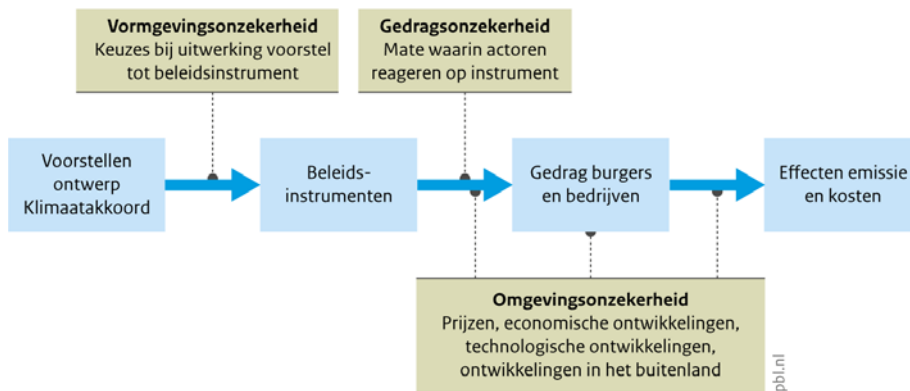 Vormgevingsonzekerheid
Keuzes bij uitwerking voorstel
tot beleidsinstrument
Gedragsonzekerheid
Mate waarin actoren
reageren op instrument
Voorstellen
ontwerp
Klimaatakkoord
Beleids-
instrumenten
Gedrag burgers
en bedrijven
Effecten emissie
en kosten
Omgevingsonzekerheid
Prijzen, economische ontwikkelingen,
technologische ontwikkelingen,
ontwikkelingen in het buitenland
pbl.nl